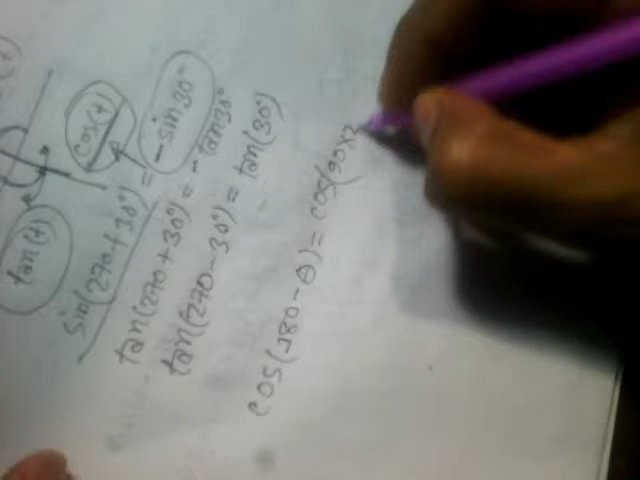 cos(+)
tan(+)
sin(270+30°) = -sin30°
tan(270+30°) = -tan30°
tan(270-30°) = tan(30°)
cos(180-θ) = cos(90×2